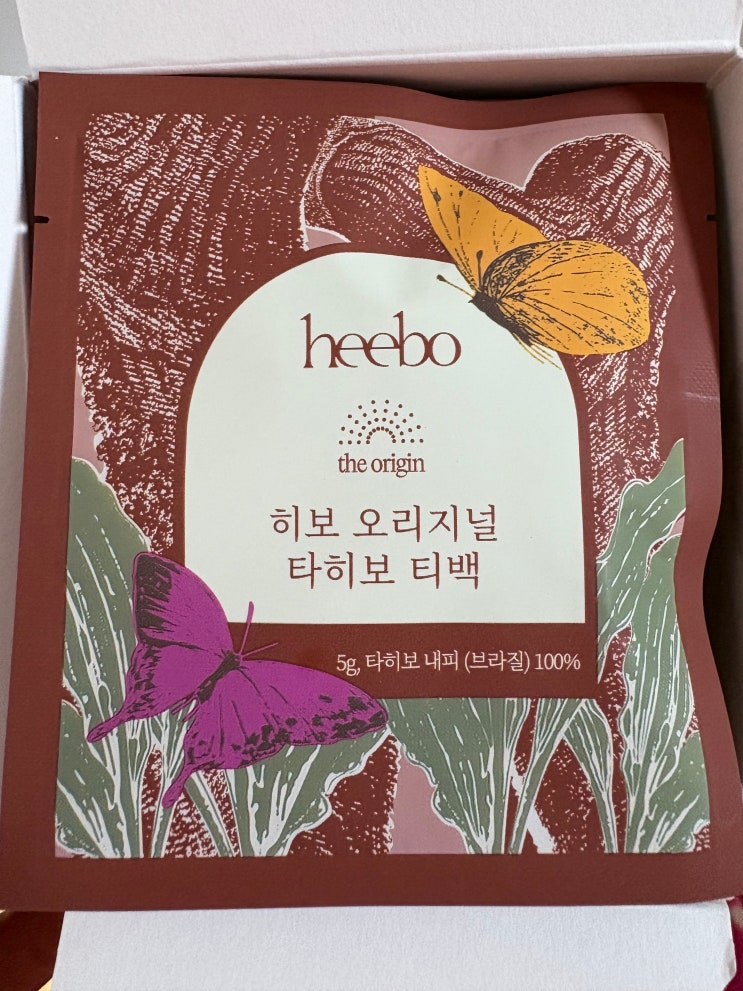 heebo
the origin
히보 오리지널
타히보 티백
5g, 타히보 내피 (브라질) 100%